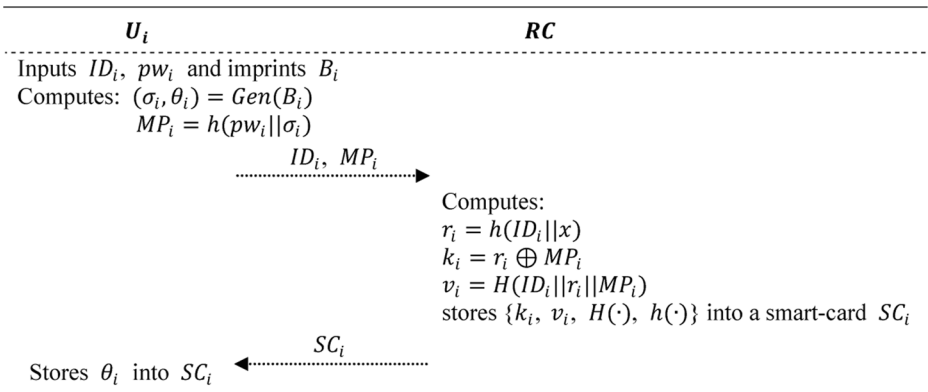 U_i RC
Inputs ID_i, pw_i and imprints B_i
Computes: (σ_i, θ_i) = Gen(B_i)
MP_i = h(pw_i||σ_i)
ID_i, MP_i
Computes:
r_i = h(ID_i||x)
k_i = r_i ⊕ MP_i
v_i = H(ID_i||r_i||MP_i)
stores {k_i, v_i, H(·), h(·)} into a smart-card SC_i
SC_i
Stores θ_i into SC_i